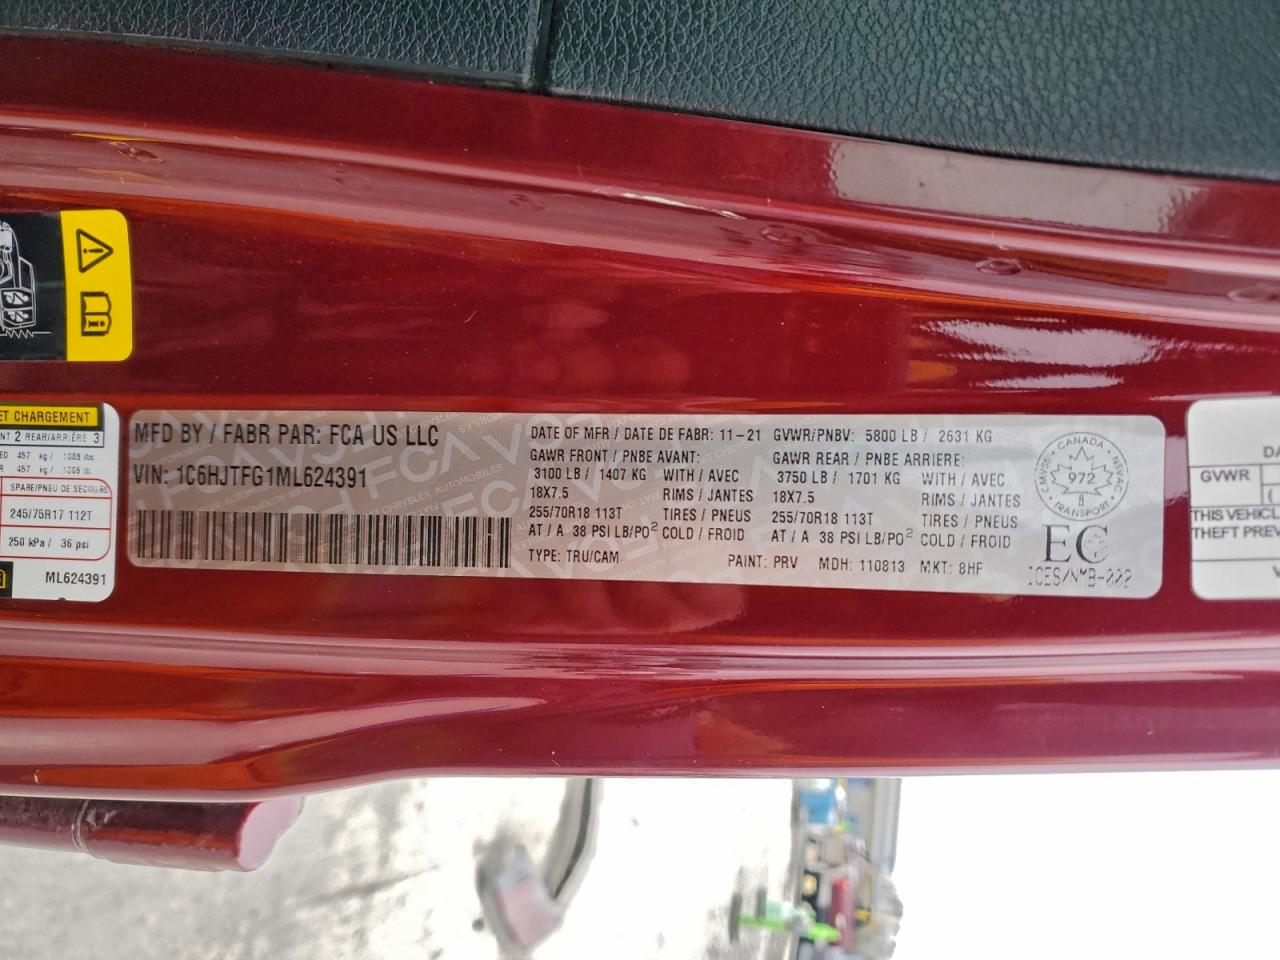 ET CHARGEMENT
NT 2 REAR/ARRIÈRE 3
457 kg /
457 kg /
SPARE/PNEU DE SECOURS
245/75R17 112T
250 kPa / 36 psi
ML624391
MFD BY / FABR PAR: FCA US LLC
VIN: 1C6HJTFG1ML624391
DATE OF MFR / DATE DE FABR: 11-21 GVWR/PNBV: 5800 LB / 2631 KG
GAWR FRONT / PNBE AVANT: GAWR REAR / PNBE ARRIERE:
3100 LB / 1407 KG WITH / AVEC 3750 LB / 1701 KG WITH / AVEC
18X7.5 RIMS / JANTES 18X7.5 RIMS / JANTES
255/70R18 113T TIRES / PNEUS 255/70R18 113T TIRES / PNEUS
AT / A 38 PSI LB/PO² COLD / FROID AT / A 38 PSI LB/PO² COLD / FROID
TYPE: TRU/CAM PAINT: PRV MDH: 110813 MKT: 8HF
CANADA
CMVSS 972 NSVAC
TRANSPORT
EC
ICES/NMB-002
DA
GVWR
THIS VEHICL
THEFT PREVE
V